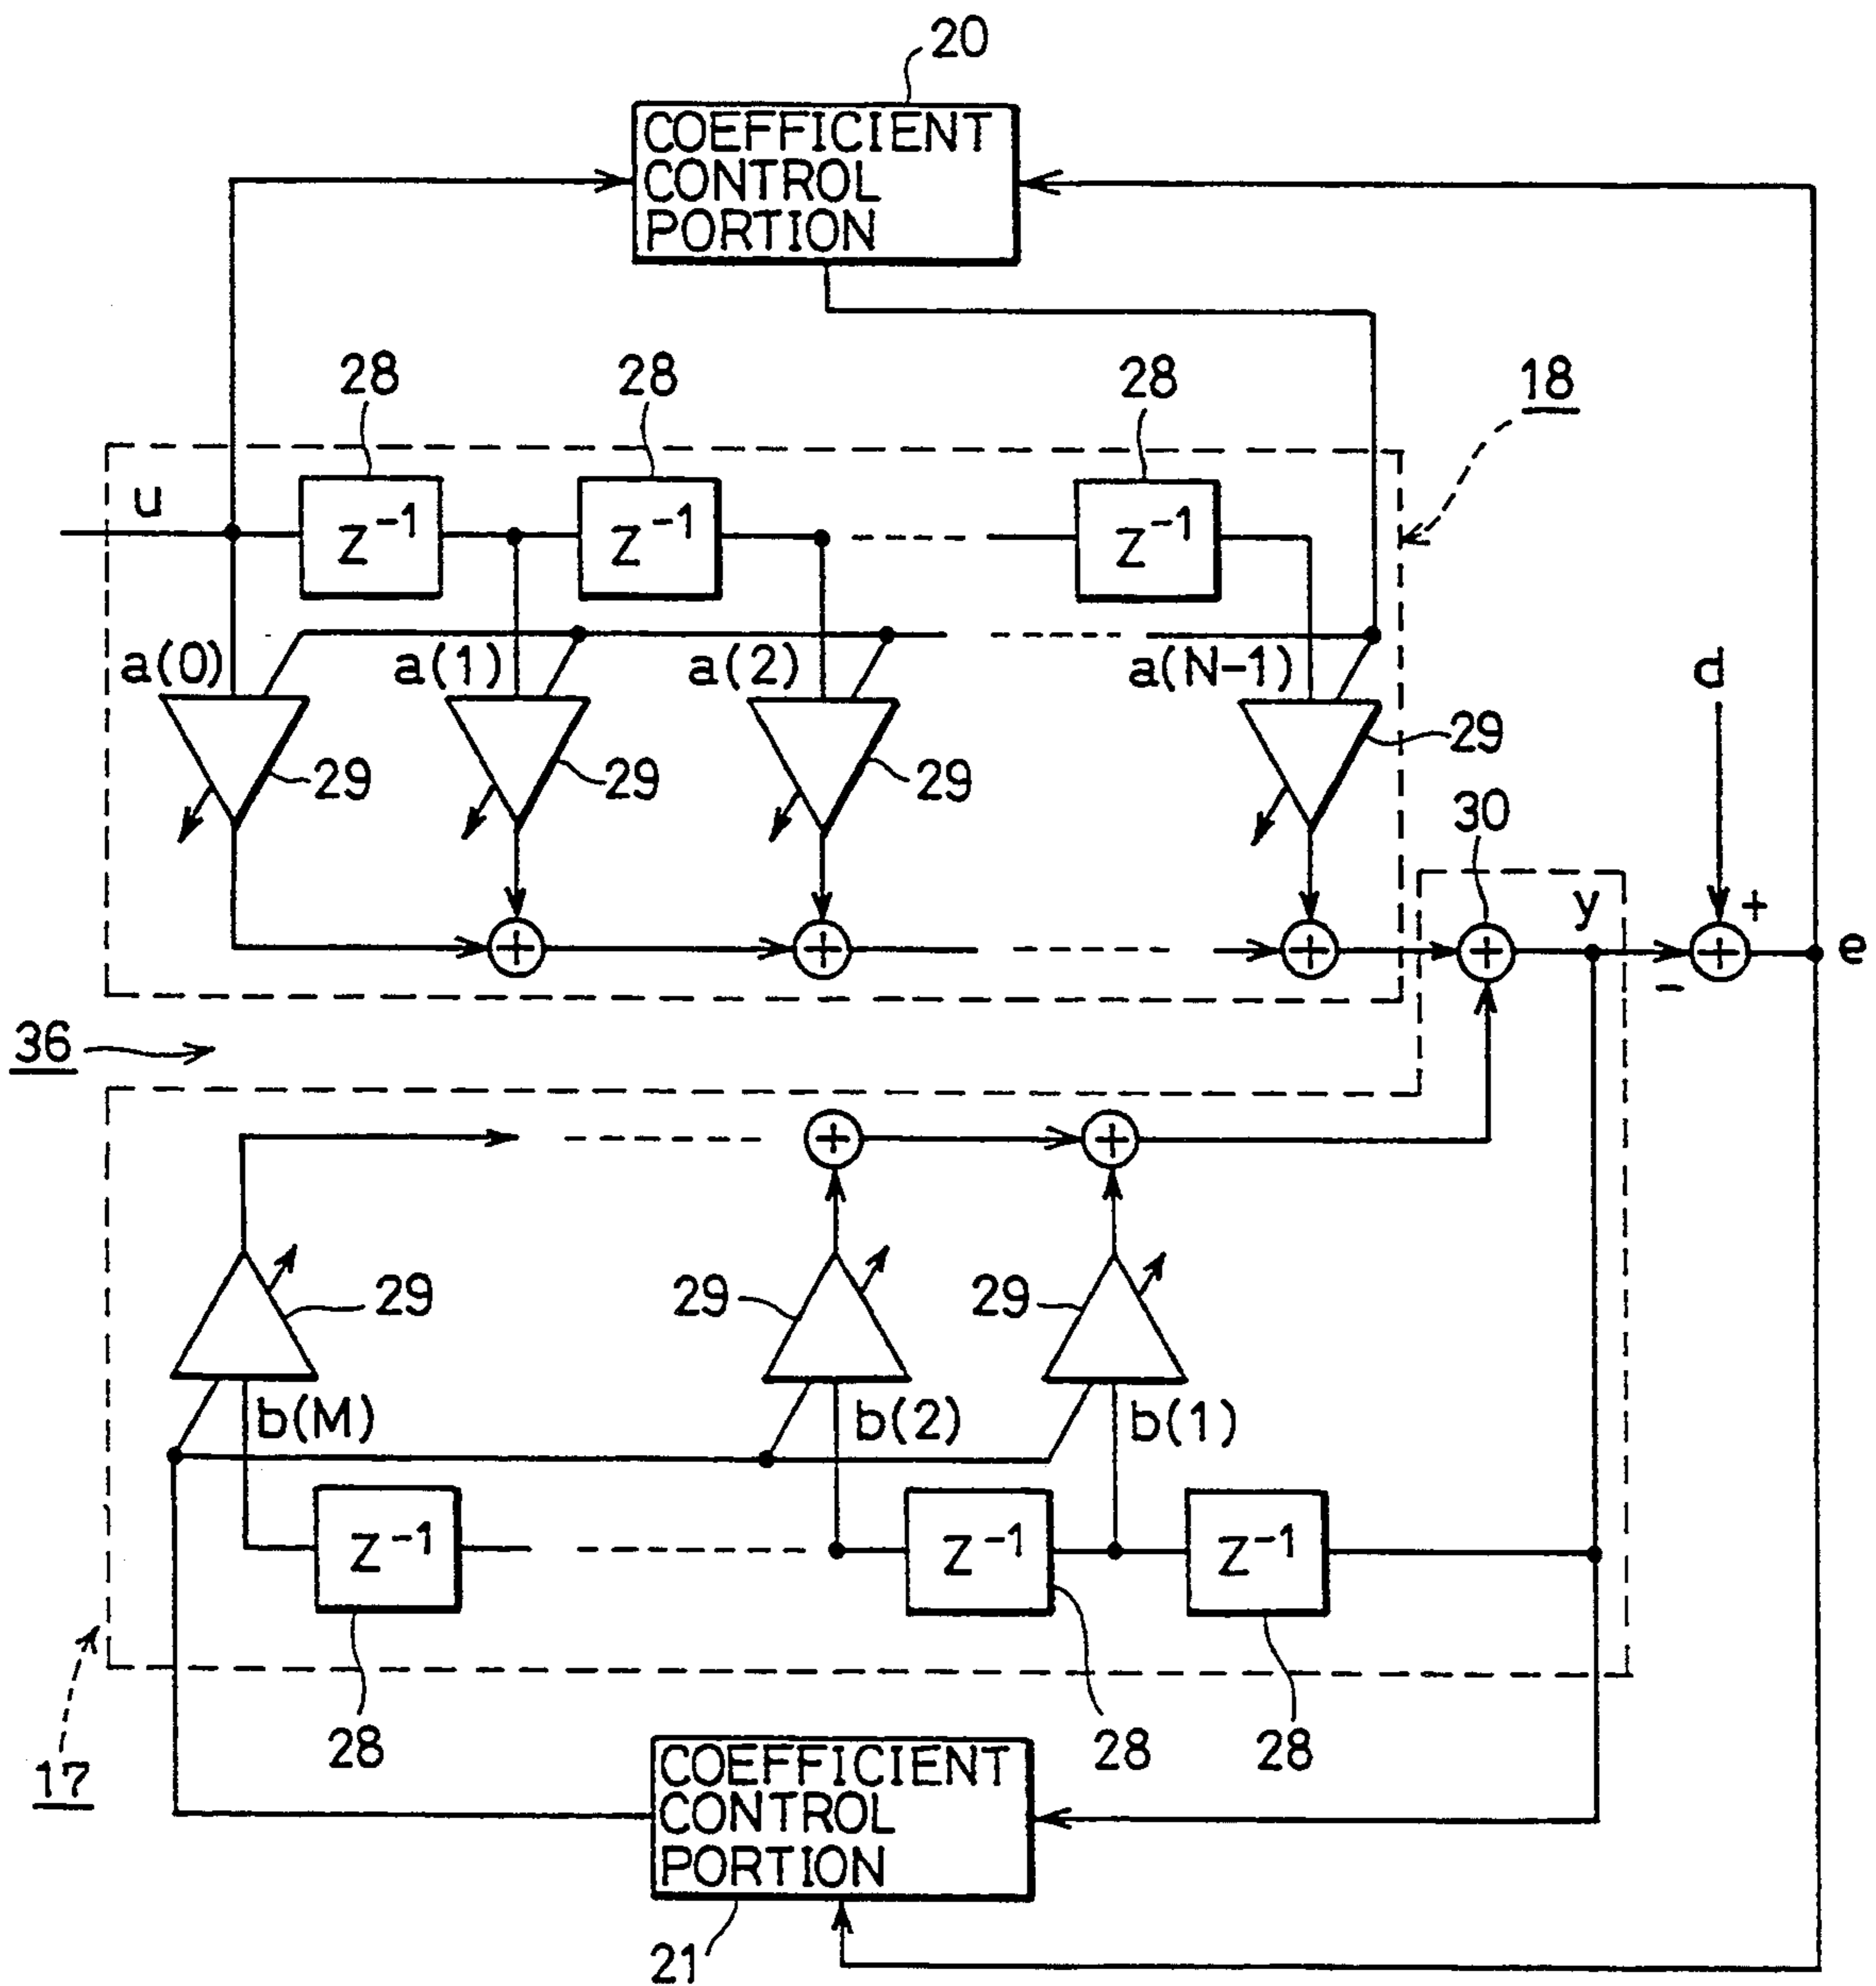 20
COEFFICIENT
CONTROL
PORTION
28
28
28
18
u
z⁻¹
z⁻¹
z⁻¹
a(0)
a(1)
a(2)
a(N-1)
d
29
29
29
29
30
y
+
e
−
36
29
29
29
b(M)
b(2)
b(1)
z⁻¹
z⁻¹
z⁻¹
28
28
28
17
COEFFICIENT
CONTROL
PORTION
21